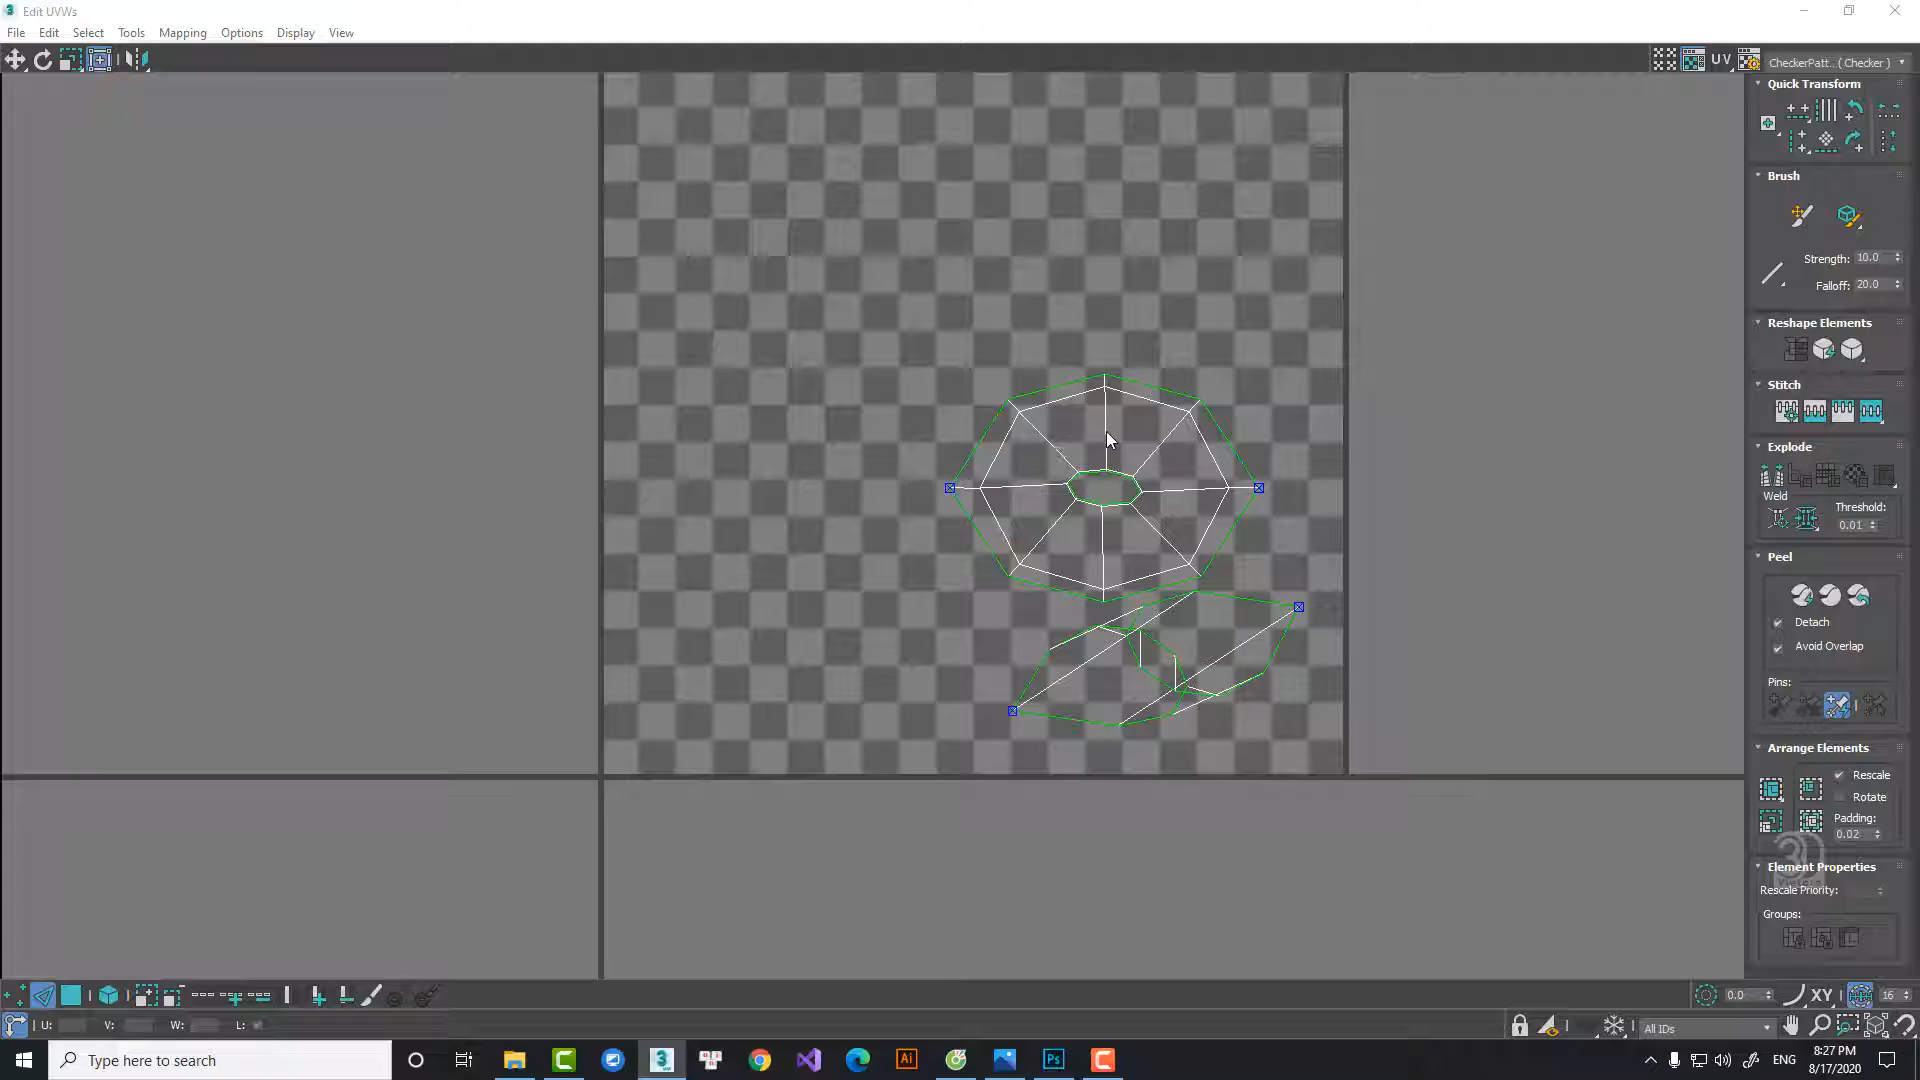 Edit UVWs
File Edit Select Tools Mapping Options Display View
UV CheckerPatt...( Checker )
Quick Transform
Brush
Strength: 10.0
Falloff: 20.0
Reshape Elements
Stitch
Explode
Weld
Threshold:
0.01
Peel
Detach
Avoid Overlap
Pins:
Arrange Elements
Rescale
Rotate
Padding:
0.02
Element Properties
Rescale Priority:
Groups:
0.0 XY 16
U: V: W: L: All IDs
Type here to search
Ai
Ps
ENG
8:27 PM
8/17/2020